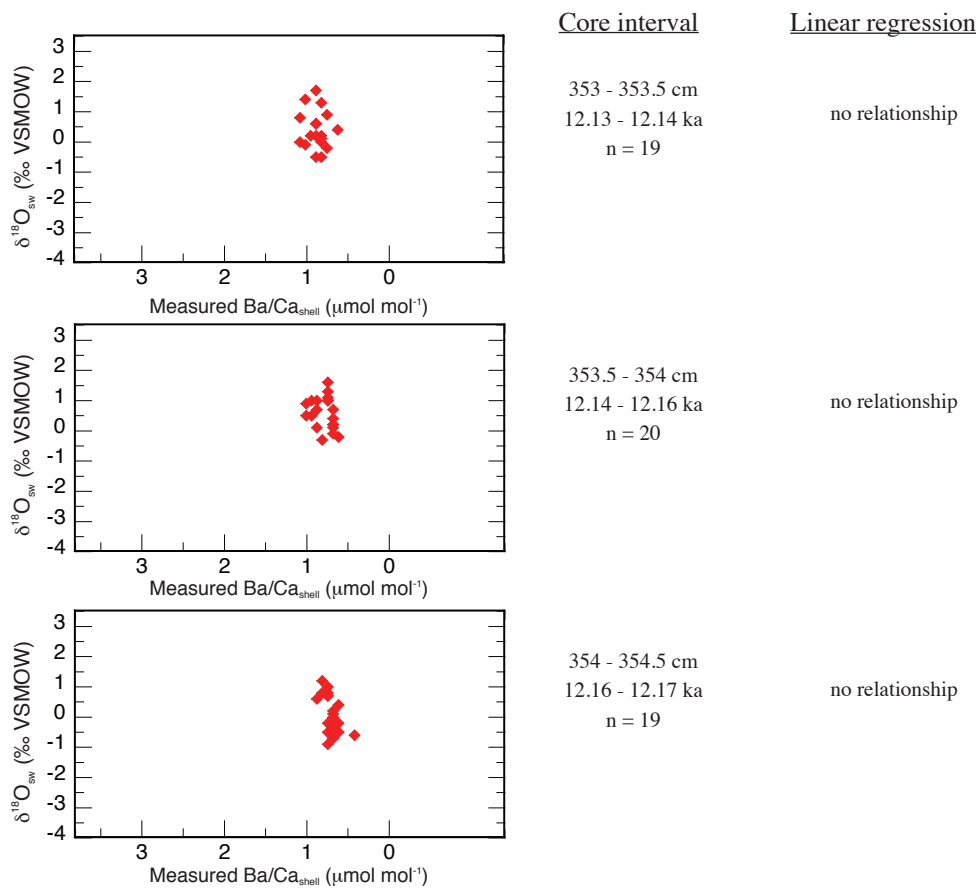 Core interval Linear regression
3
2
1
0
-1
-2
-3
-4
δ¹⁸Osw (‰ VSMOW)
3 2 1 0
Measured Ba/Cashell (µmol mol⁻¹)
353 - 353.5 cm
12.13 - 12.14 ka
n = 19
no relationship
3
2
1
0
-1
-2
-3
-4
δ¹⁸Osw (‰ VSMOW)
3 2 1 0
Measured Ba/Cashell (µmol mol⁻¹)
353.5 - 354 cm
12.14 - 12.16 ka
n = 20
no relationship
3
2
1
0
-1
-2
-3
-4
δ¹⁸Osw (‰ VSMOW)
3 2 1 0
Measured Ba/Cashell (µmol mol⁻¹)
354 - 354.5 cm
12.16 - 12.17 ka
n = 19
no relationship